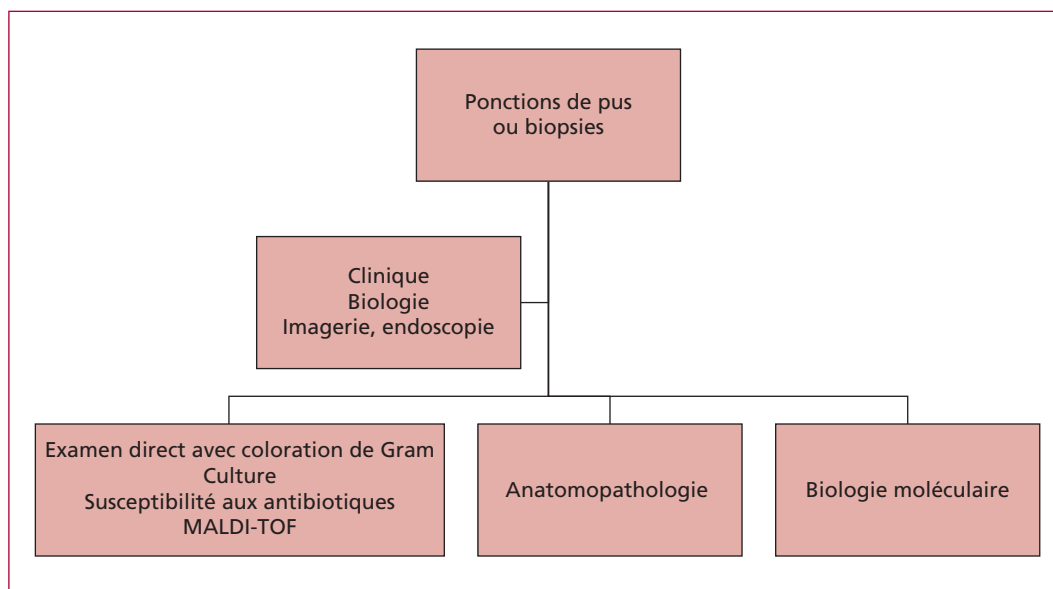 Ponctions de pus
ou biopsies
Clinique
Biologie
Imagerie, endoscopie
Examen direct avec coloration de Gram
Culture
Susceptibilité aux antibiotiques
MALDI-TOF
Anatomopathologie
Biologie moléculaire